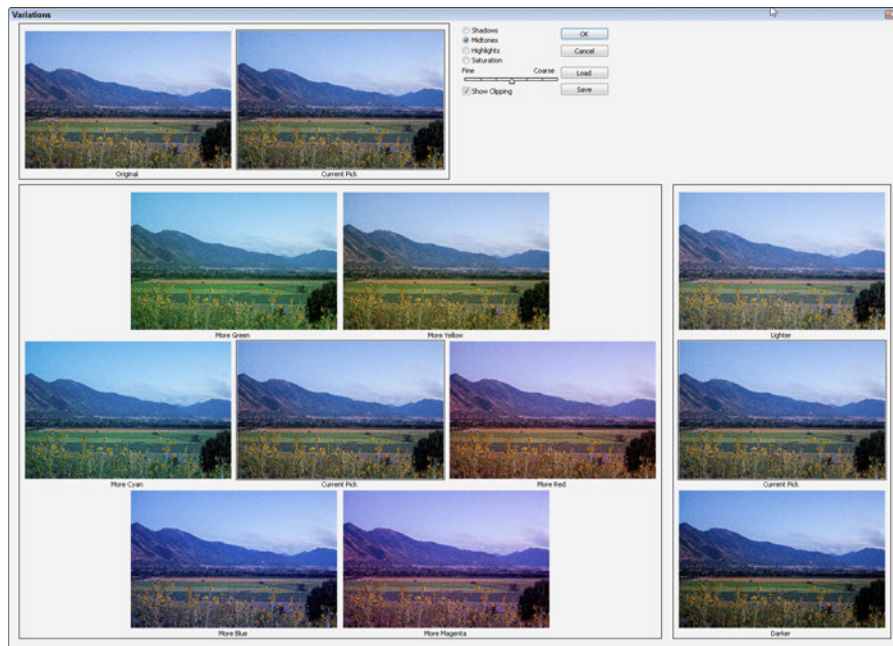 Variations
Original
Current Pick
Shadows
Midtones
Highlights
Saturation
Fine Coarse
Show Clipping
OK
Cancel
Load
Save
More Green
More Yellow
More Cyan
Current Pick
More Red
More Blue
More Magenta
Lighter
Current Pick
Darker